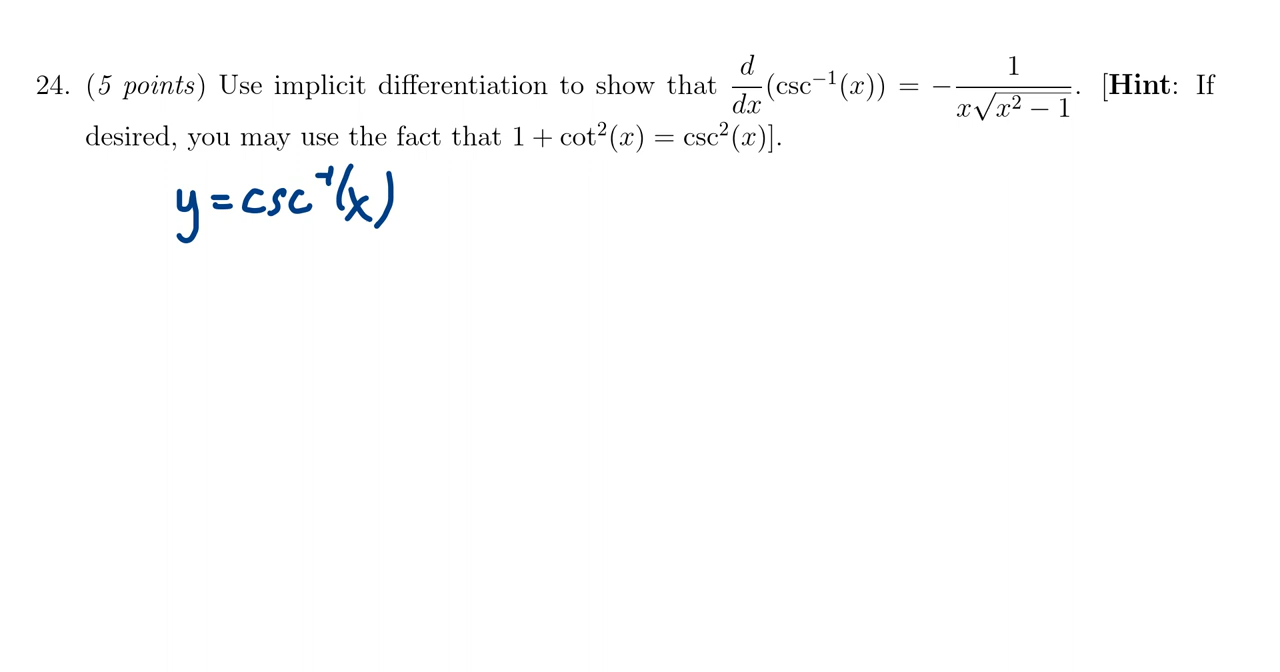 24. (5 points) Use implicit differentiation to show that d/dx(csc⁻¹(x)) = −1/(x√(x² − 1)). [Hint: If
desired, you may use the fact that 1 + cot²(x) = csc²(x)].
y = csc⁻¹(x)